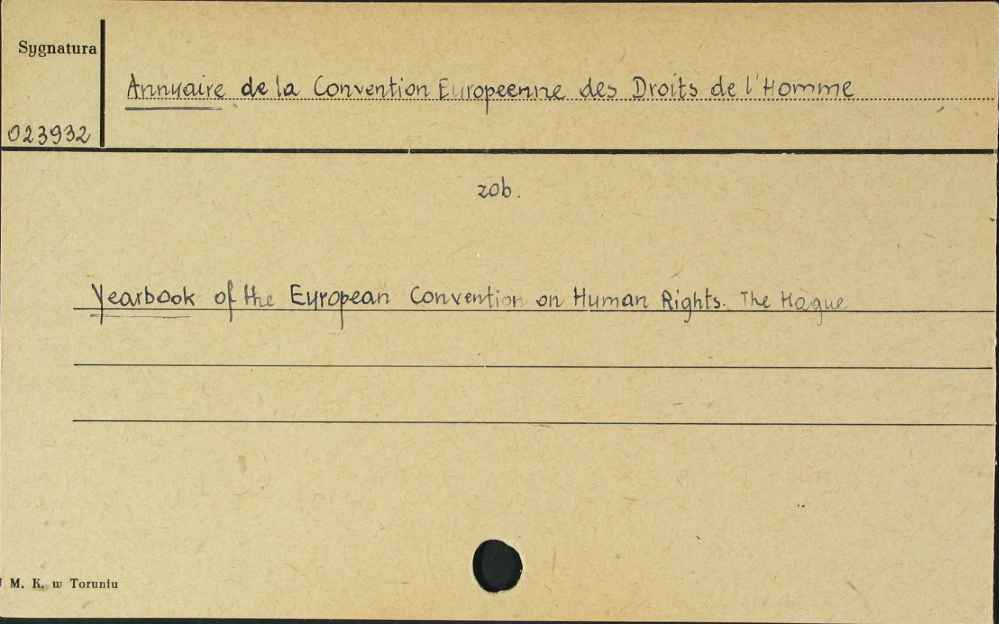 Sygnatura
Annuaire de la Convention Europeenne des Droits de l'Homme
023932
zob.
Yearbook of the European Convention on Human Rights. The Hague
M. K. w Toruniu